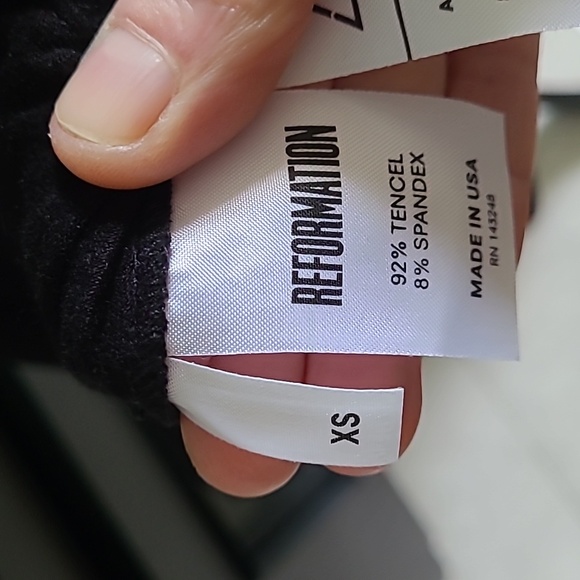 REFORMATION
92% TENCEL
8% SPANDEX
MADE IN USA
RN 143248
XS